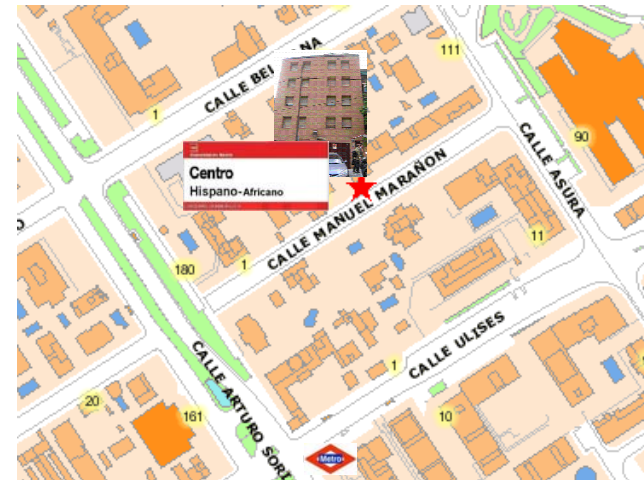 111
CALLE BEL
NA
1
90
Centro
Hispano-Africano
CALLE ASURA
CALLE MANUEL MARAÑON
11
180
1
CALLE ULISES
1
CALLE ARTURO SORI
20
161
10
Metro